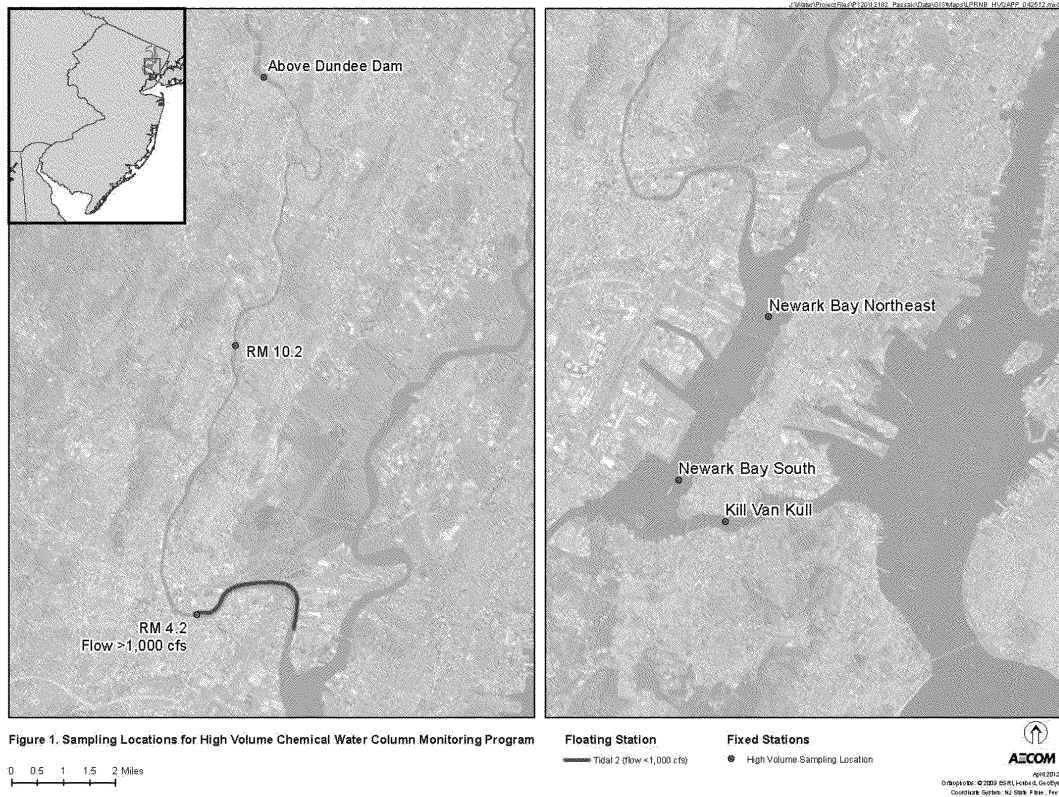 Above Dundee Dam
RM 10.2
RM 4.2
Flow >1,000 cfs
Newark Bay Northeast
Newark Bay South
Kill Van Kull
Figure 1. Sampling Locations for High Volume Chemical Water Column Monitoring Program
0 0.5 1 1.5 2 Miles
Floating Station
Tidal 2 (flow <1,000 cfs)
Fixed Stations
High Volume Sampling Location
AECOM
April 2012
Coordinate System: NJ State Plane, Feet